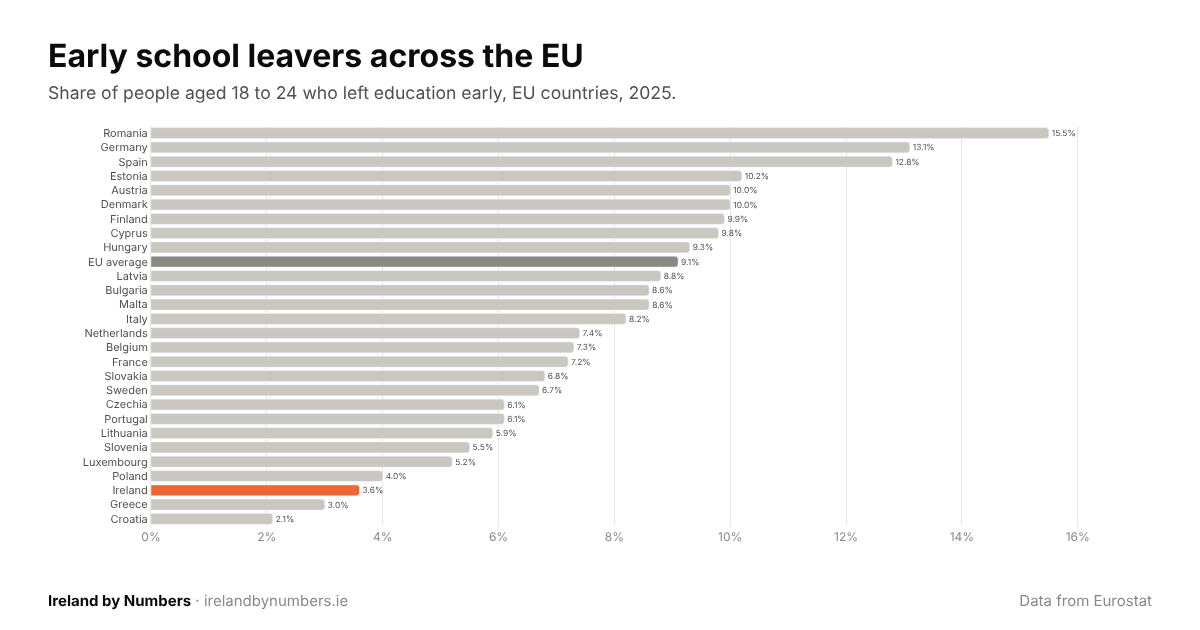 Early school leavers across the EU
Share of people aged 18 to 24 who left education early, EU countries, 2025.
Romania 15.5%
Germany 13.1%
Spain 12.8%
Estonia 10.2%
Austria 10.0%
Denmark 10.0%
Finland 9.9%
Cyprus 9.8%
Hungary 9.3%
EU average 9.1%
Latvia 8.8%
Bulgaria 8.6%
Malta 8.6%
Italy 8.2%
Netherlands 7.4%
Belgium 7.3%
France 7.2%
Slovakia 6.8%
Sweden 6.7%
Czechia 6.1%
Portugal 6.1%
Lithuania 5.9%
Slovenia 5.5%
Luxembourg 5.2%
Poland 4.0%
Ireland 3.6%
Greece 3.0%
Croatia 2.1%
0% 2% 4% 6% 8% 10% 12% 14% 16%
Ireland by Numbers · irelandbynumbers.ie Data from Eurostat